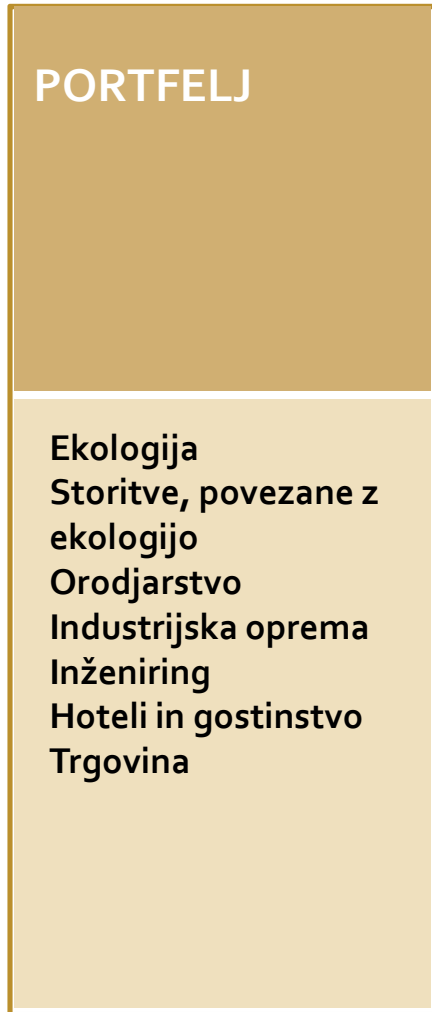 PORTFELJ
Ekologija
Storitve, povezane z
ekologijo
Orodjarstvo
Industrijska oprema
Inženiring
Hoteli in gostinstvo
Trgovina